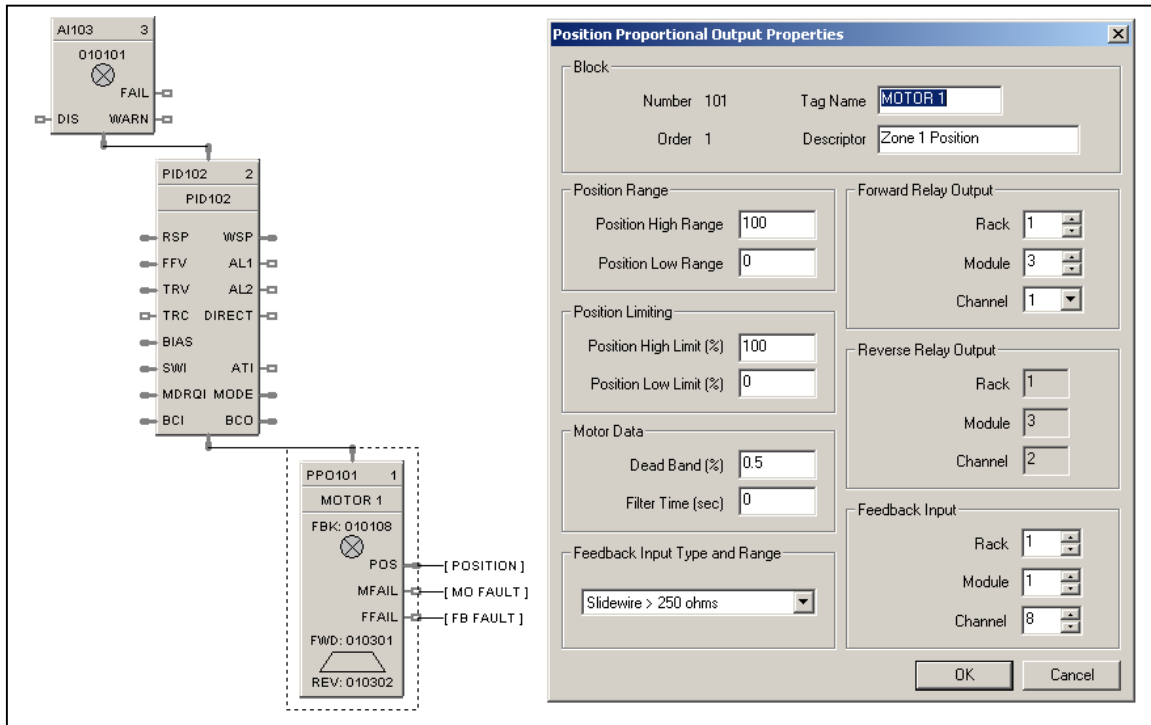 AI103 3
010101
FAIL
DIS WARN
PID102 2
PID102
RSP WSP
FFV AL1
TRV AL2
TRC DIRECT
BIAS
SWI ATI
MDRQI MODE
BCI BCO
PPO101 1
MOTOR 1
FBK: 010108
POS [ POSITION ]
MFAIL [ MO FAULT ]
FFAIL [ FB FAULT ]
FWD: 010301
REV: 010302
Position Proportional Output Properties
Block
Number 101 Tag Name MOTOR 1
Order 1 Descriptor Zone 1 Position
Position Range
Position High Range 100
Position Low Range 0
Position Limiting
Position High Limit (%) 100
Position Low Limit (%) 0
Motor Data
Dead Band (%) 0.5
Filter Time (sec) 0
Feedback Input Type and Range
Slidewire > 250 ohms
Forward Relay Output
Rack 1
Module 3
Channel 1
Reverse Relay Output
Rack 1
Module 3
Channel 2
Feedback Input
Rack 1
Module 1
Channel 8
OK Cancel